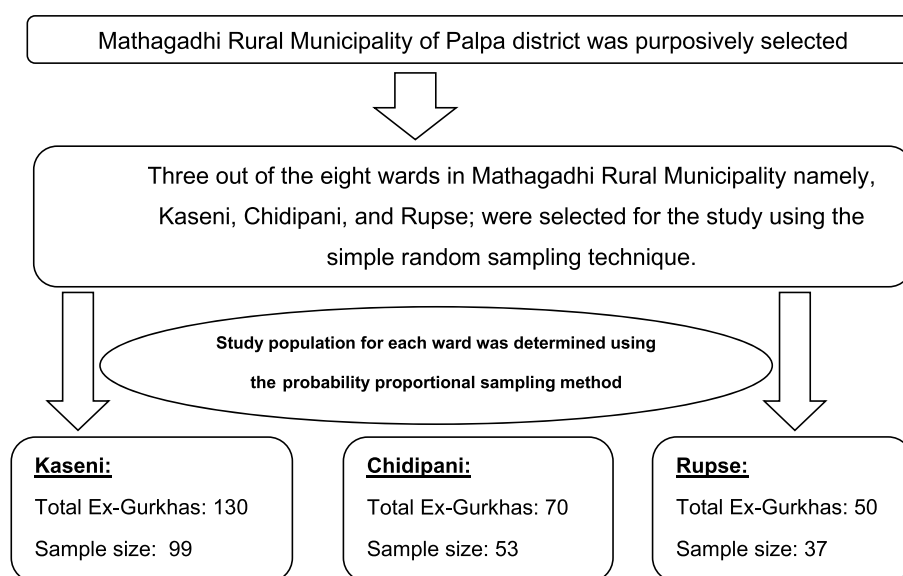 Mathagadhi Rural Municipality of Palpa district was purposively selected
Three out of the eight wards in Mathagadhi Rural Municipality namely,
Kaseni, Chidipani, and Rupse; were selected for the study using the
simple random sampling technique.
Study population for each ward was determined using
the probability proportional sampling method
Kaseni:
Total Ex-Gurkhas: 130
Sample size: 99
Chidipani:
Total Ex-Gurkhas: 70
Sample size: 53
Rupse:
Total Ex-Gurkhas: 50
Sample size: 37